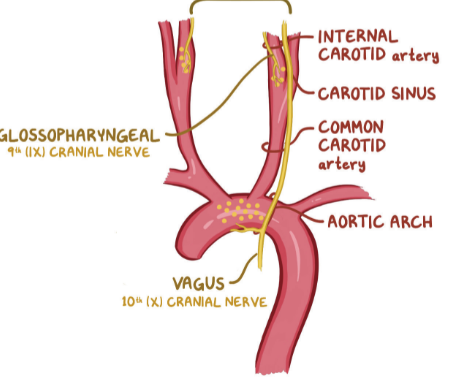 INTERNAL
CAROTID artery
CAROTID SINUS
GLOSSOPHARYNGEAL
9th (IX) CRANIAL NERVE
COMMON
CAROTID
artery
AORTIC ARCH
VAGUS
10th (X) CRANIAL NERVE